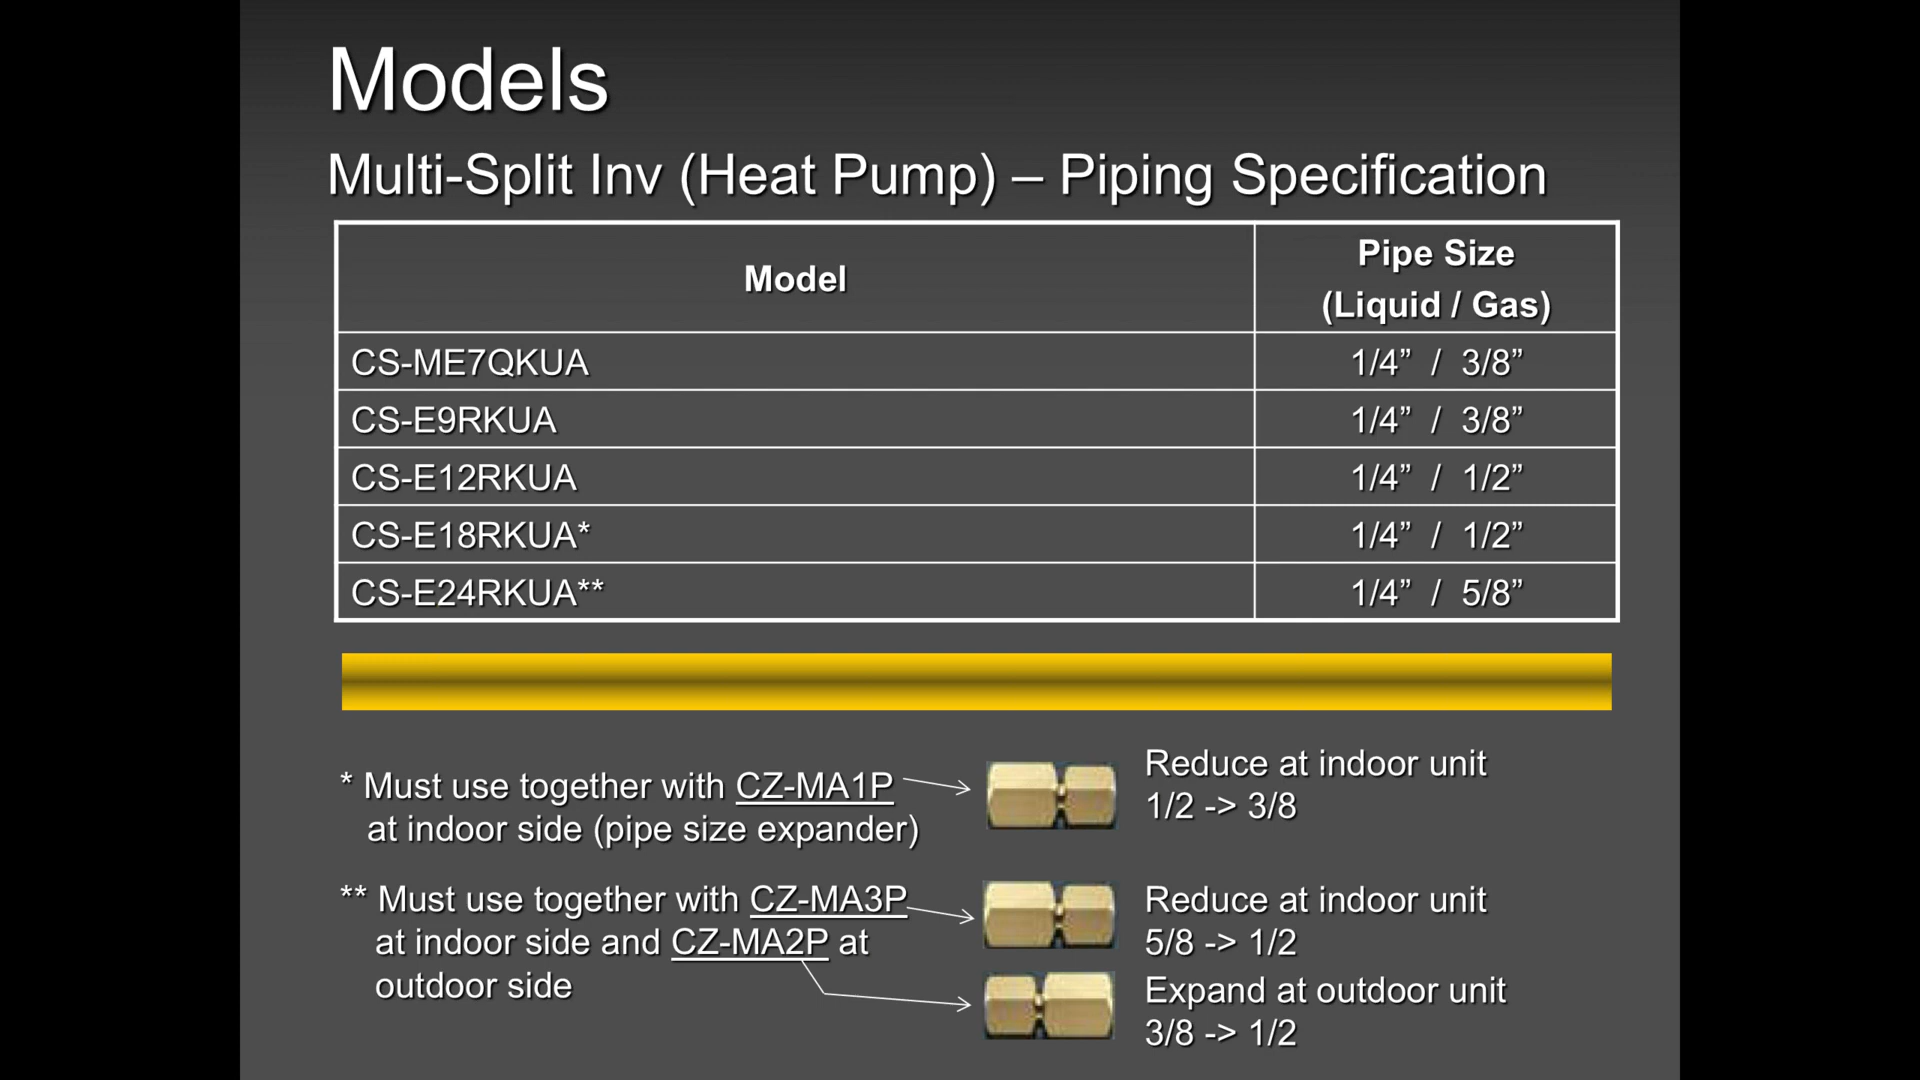 Models
Multi-Split Inv (Heat Pump) – Piping Specification
Model
Pipe Size
(Liquid / Gas)
CS-ME7QKUA
1/4” / 3/8”
CS-E9RKUA
1/4” / 3/8”
CS-E12RKUA
1/4” / 1/2”
CS-E18RKUA*
1/4” / 1/2”
CS-E24RKUA**
1/4” / 5/8”
* Must use together with CZ-MA1P
at indoor side (pipe size expander)
Reduce at indoor unit
1/2 -> 3/8
** Must use together with CZ-MA3P
at indoor side and CZ-MA2P at
outdoor side
Reduce at indoor unit
5/8 -> 1/2
Expand at outdoor unit
3/8 -> 1/2